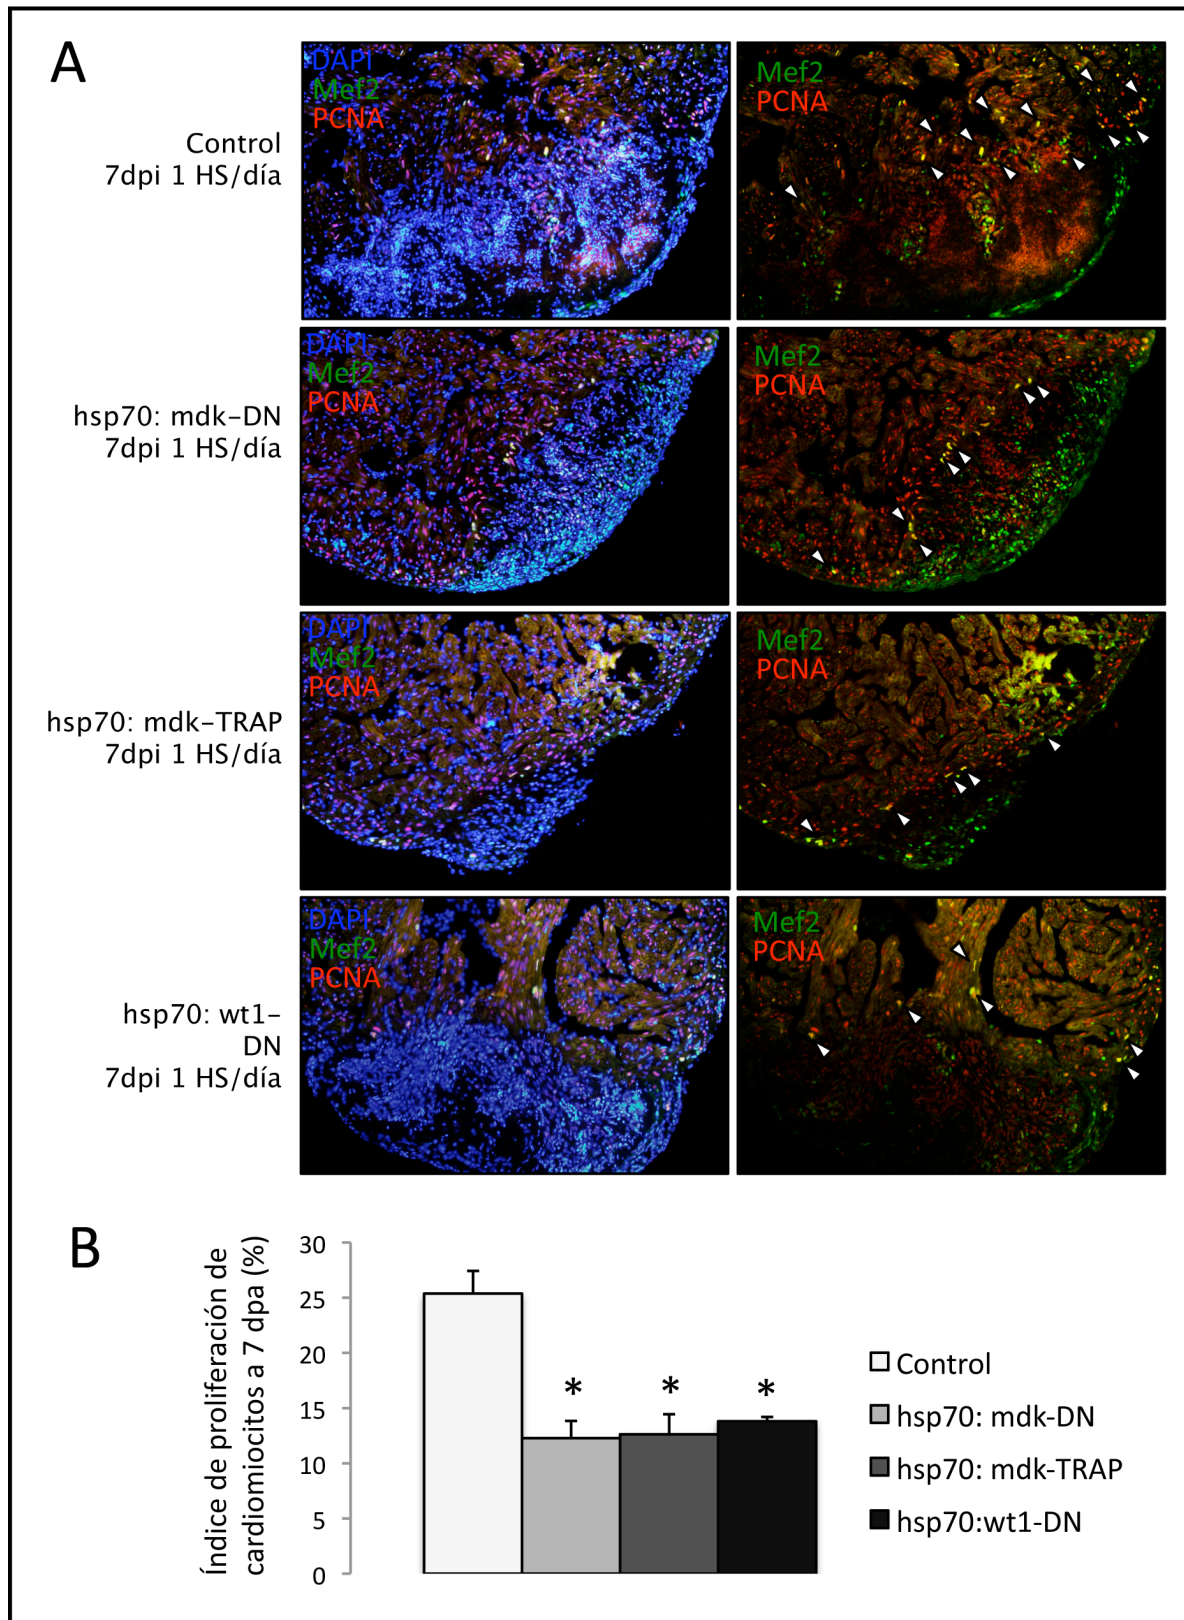 A
Control
7dpi 1 HS/día
DAPI
Mef2
PCNA
Mef2
PCNA
hsp70: mdk-DN
7dpi 1 HS/día
DAPI
Mef2
PCNA
Mef2
PCNA
hsp70: mdk-TRAP
7dpi 1 HS/día
DAPI
Mef2
PCNA
Mef2
PCNA
hsp70: wt1-
DN
7dpi 1 HS/día
DAPI
Mef2
PCNA
Mef2
PCNA
B
Índice de proliferación de
cardiomiocitos a 7 dpa (%)
30
25
20
15
10
5
0
* * *
Control
hsp70: mdk-DN
hsp70: mdk-TRAP
hsp70:wt1-DN